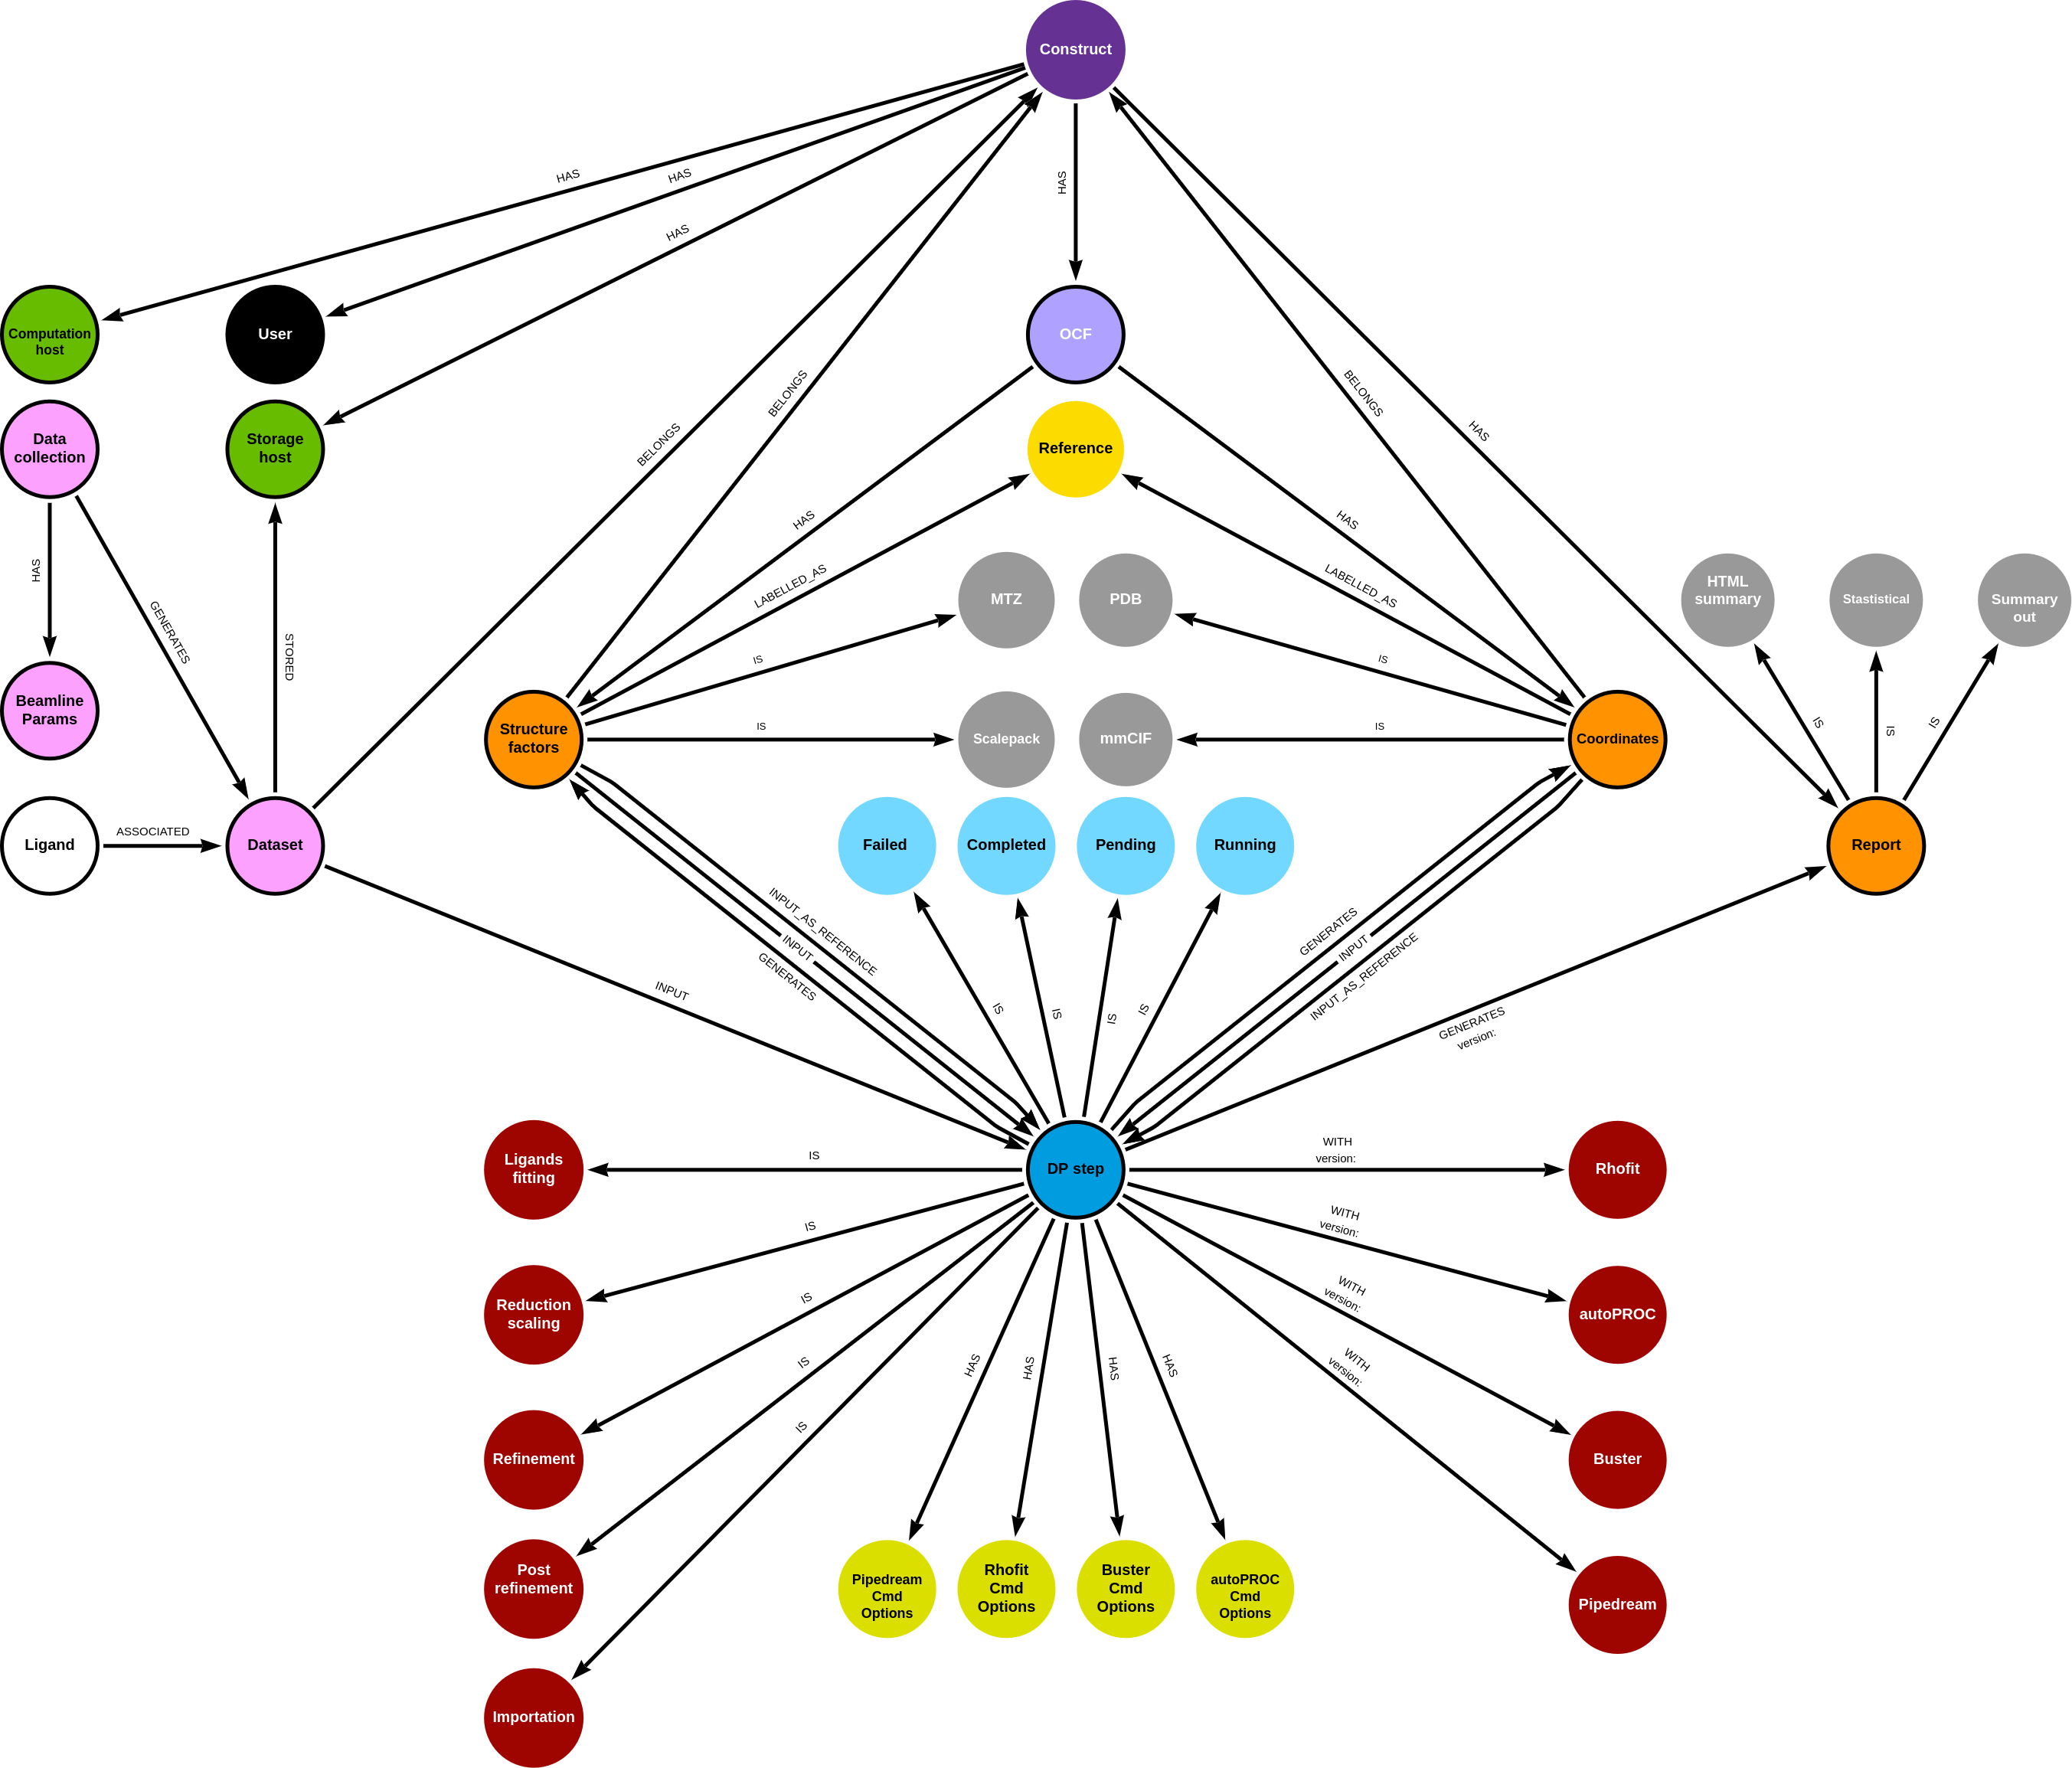 Construct
HAS
HAS
HAS
HAS
Computation
host
User
OCF
BELONGS
BELONGS
BELONGS
HAS
Data
collection
Storage
host
Reference
HAS
HAS
HAS
GENERATES
STORED
LABELLED_AS
LABELLED_AS
MTZ
PDB
HTML
summary
Stastistical
Summary
out
IS
IS
Beamline
Params
Structure
factors
IS
Scalepack
mmCIF
IS
Coordinates
IS
IS
IS
Ligand
ASSOCIATED
Dataset
Failed
Completed
Pending
Running
Report
INPUT_AS_REFERENCE
INPUT
GENERATES
GENERATES
INPUT
INPUT_AS_REFERENCE
INPUT
IS
IS
IS
IS
GENERATES
version:
Ligands
fitting
IS
DP step
WITH
version:
Rhofit
IS
WITH
version:
Reduction
scaling
autoPROC
IS
WITH
version:
IS
HAS
HAS
HAS
HAS
WITH
version:
IS
Refinement
Buster
Post
refinement
Pipedream
Cmd
Options
Rhofit
Cmd
Options
Buster
Cmd
Options
autoPROC
Cmd
Options
Pipedream
Importation